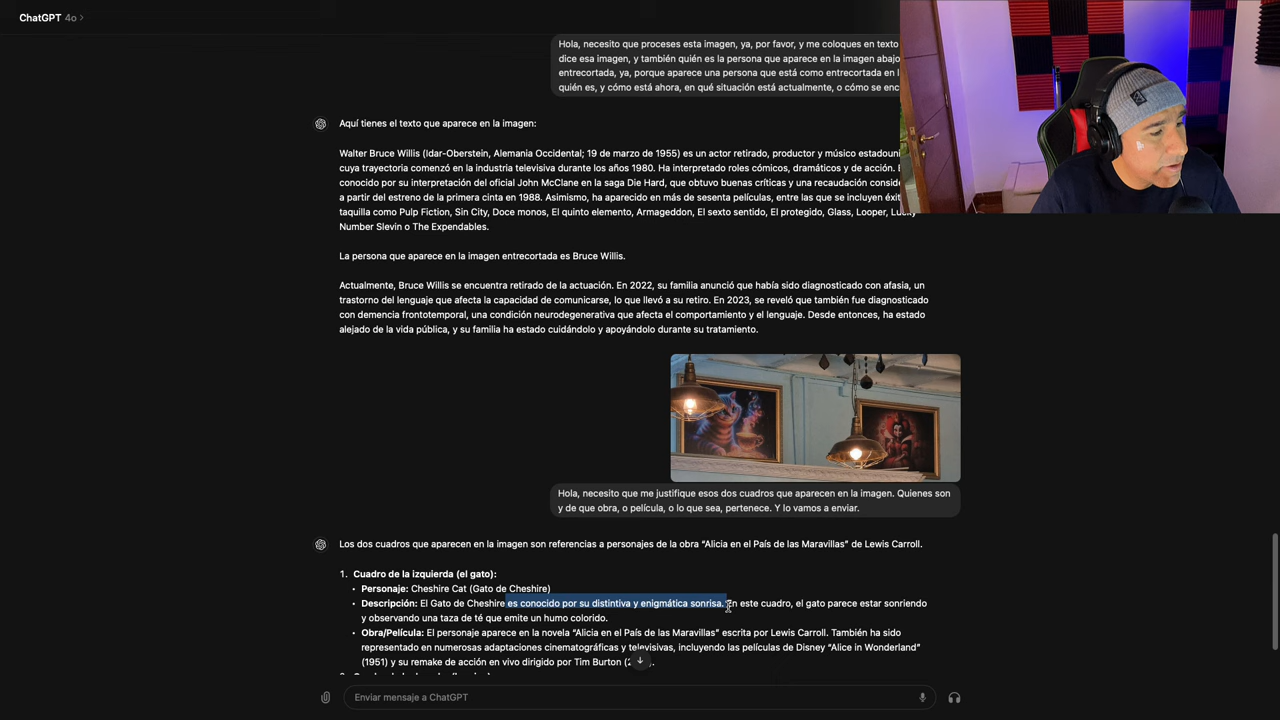 ChatGPT 4o >
Hola, necesito que proceses esta imagen, ya, por favor, y me coloques en texto
dice esa imagen, y también quién es la persona que aparece en la imagen abajo
entrecortada, ya, porque aparece una persona que está como entrecortada en
quién es, y cómo está ahora, en qué situación está actualmente, o cómo se
Aquí tienes el texto que aparece en la imagen:
Walter Bruce Willis (Idar-Oberstein, Alemania Occidental; 19 de marzo de 1955) es un actor retirado, productor y músico
cuya trayectoria comenzó en la industria televisiva durante los años 1980. Ha interpretado roles cómicos, dramáticos y de acción.
conocido por su interpretación del oficial John McClane en la saga Die Hard, que obtuvo buenas críticas y una recaudación
a partir del estreno de la primera cinta en 1988. Asimismo, ha aparecido en más de sesenta películas, entre las que se incluyen
taquilla como Pulp Fiction, Sin City, Doce monos, El quinto elemento, Armageddon, El sexto sentido, El protegido, Glass, Looper, Lucky
Number Slevin o The Expendables.
La persona que aparece en la imagen entrecortada es Bruce Willis.
Actualmente, Bruce Willis se encuentra retirado de la actuación. En 2022, su familia anunció que había sido diagnosticado con afasia, un
trastorno del lenguaje que afecta la capacidad de comunicarse, lo que llevó a su retiro. En 2023, se reveló que también fue diagnosticado
con demencia frontotemporal, una condición neurodegenerativa que afecta el comportamiento y el lenguaje. Desde entonces, ha estado
alejado de la vida pública, y su familia ha estado cuidándolo y apoyándolo durante su tratamiento.
Hola, necesito que me justifique esos dos cuadros que aparecen en la imagen. Quienes son
y de que obra, o película, o lo que sea, pertenece. Y lo vamos a enviar.
Los dos cuadros que aparecen en la imagen son referencias a personajes de la obra “Alicia en el País de las Maravillas” de Lewis Carroll.
1. Cuadro de la izquierda (el gato):
• Personaje: Cheshire Cat (Gato de Cheshire)
• Descripción: El Gato de Cheshire es conocido por su distintiva y enigmática sonrisa. En este cuadro, el gato parece estar sonriendo
y observando una taza de té que emite un humo colorido.
• Obra/Película: El personaje aparece en la novela “Alicia en el País de las Maravillas” escrita por Lewis Carroll. También ha sido
representado en numerosas adaptaciones cinematográficas y televisivas, incluyendo las películas de Disney “Alice in Wonderland”
(1951) y su remake de acción en vivo dirigido por Tim Burton
Enviar mensaje a ChatGPT